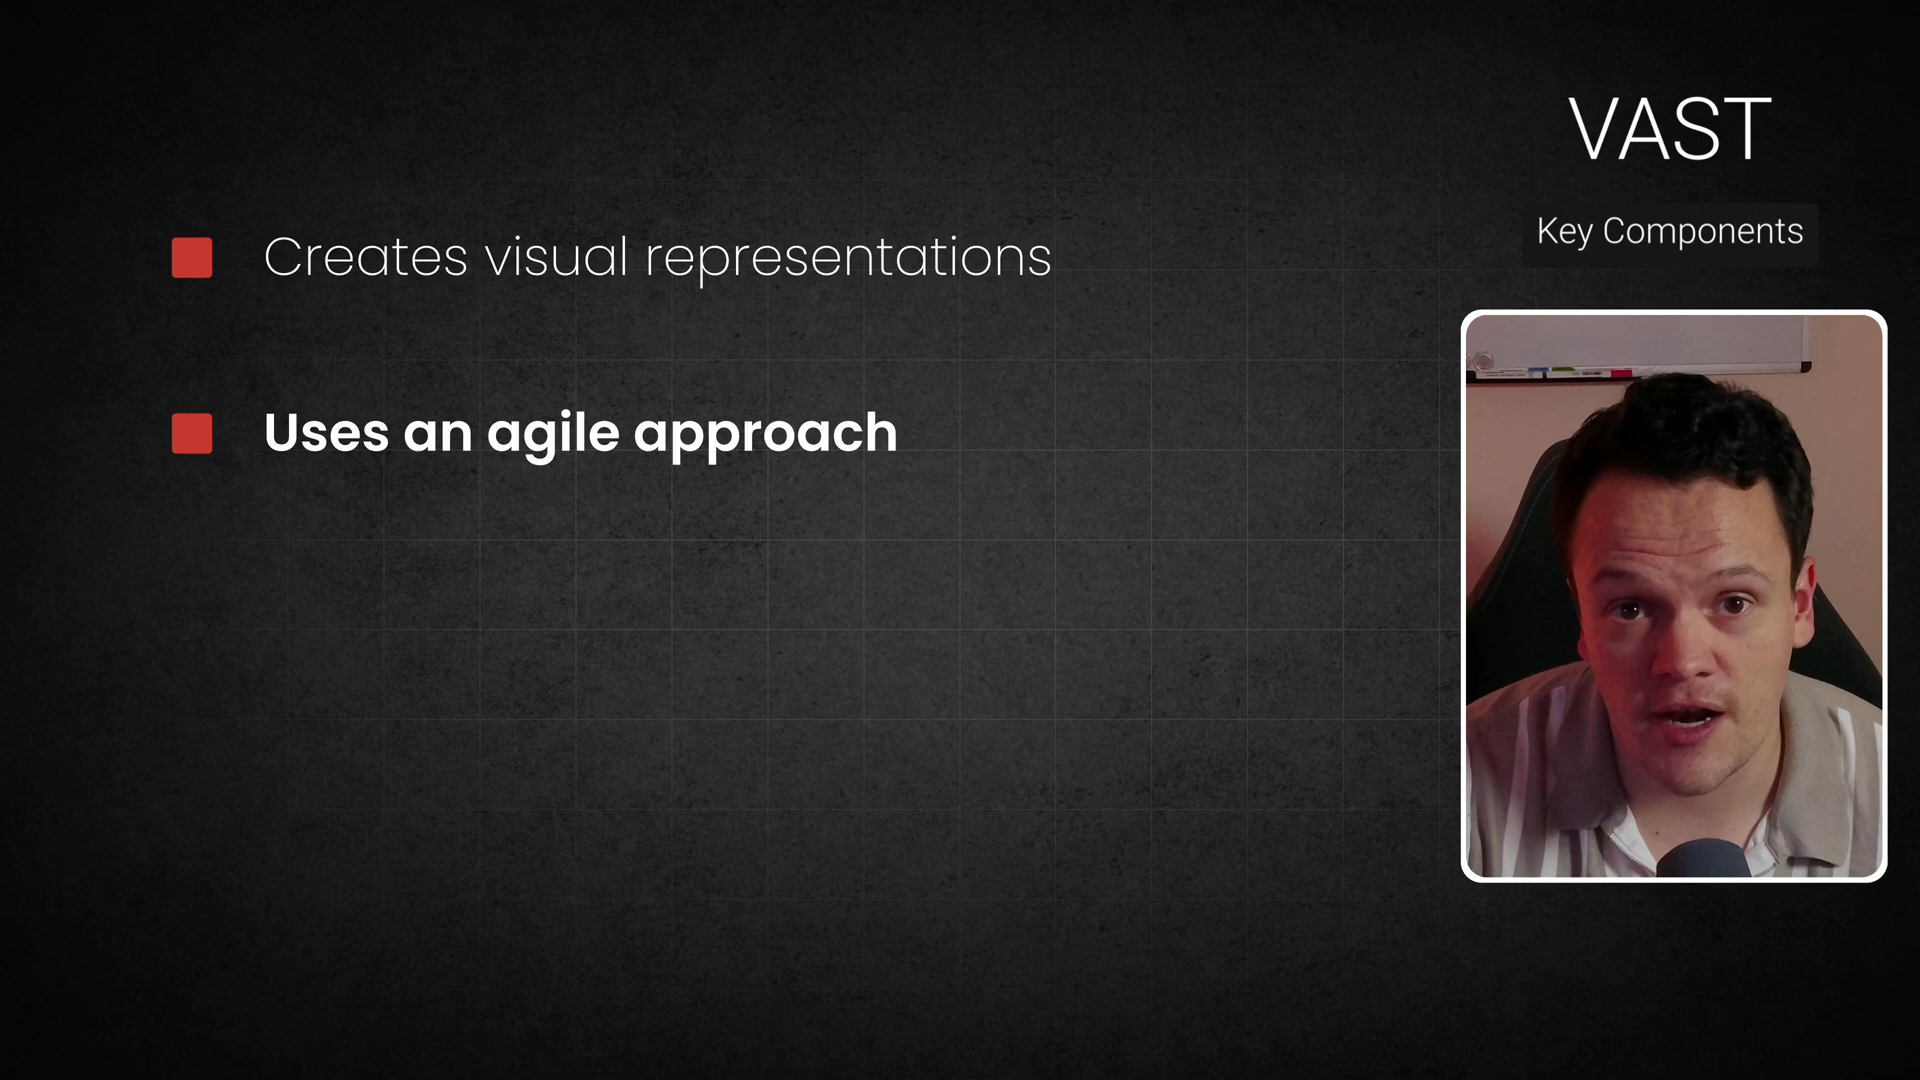 VAST
Key Components
Creates visual representations
Uses an agile approach